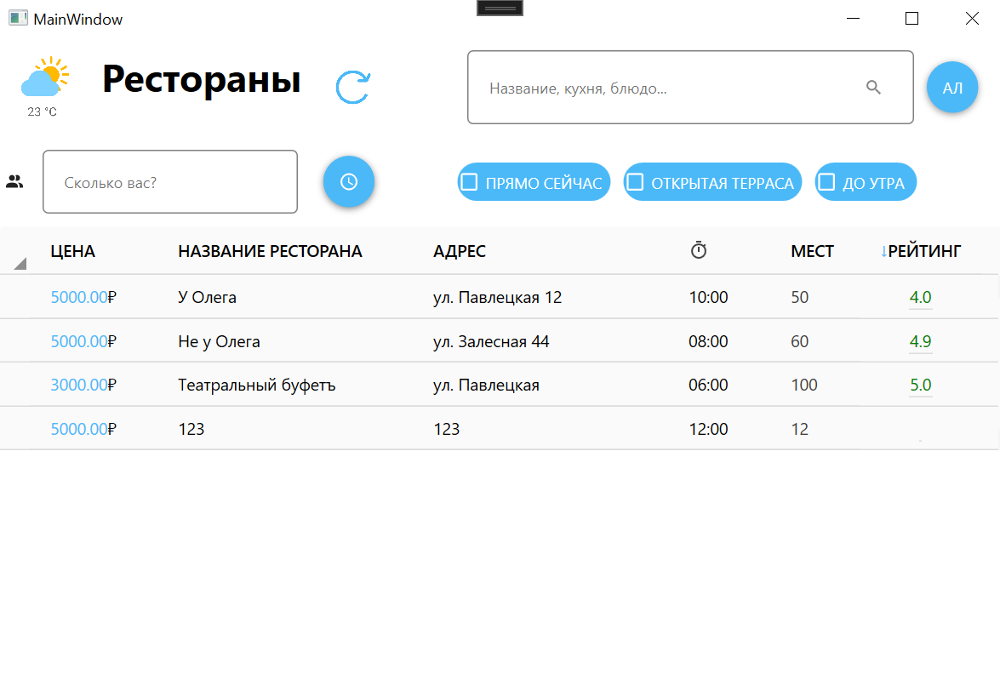 MainWindow
Рестораны
Название, кухня, блюдо...
АЛ
23 °C
Сколько вас?
ПРЯМО СЕЙЧАС
ОТКРЫТАЯ ТЕРРАСА
ДО УТРА
ЦЕНА НАЗВАНИЕ РЕСТОРАНА АДРЕС МЕСТ ↓РЕЙТИНГ
5000.00₽ У Олега ул. Павлецкая 12 10:00 50 4.0
5000.00₽ Не у Олега ул. Залесная 44 08:00 60 4.9
3000.00₽ Театральный буфетъ ул. Павлецкая 06:00 100 5.0
5000.00₽ 123 123 12:00 12